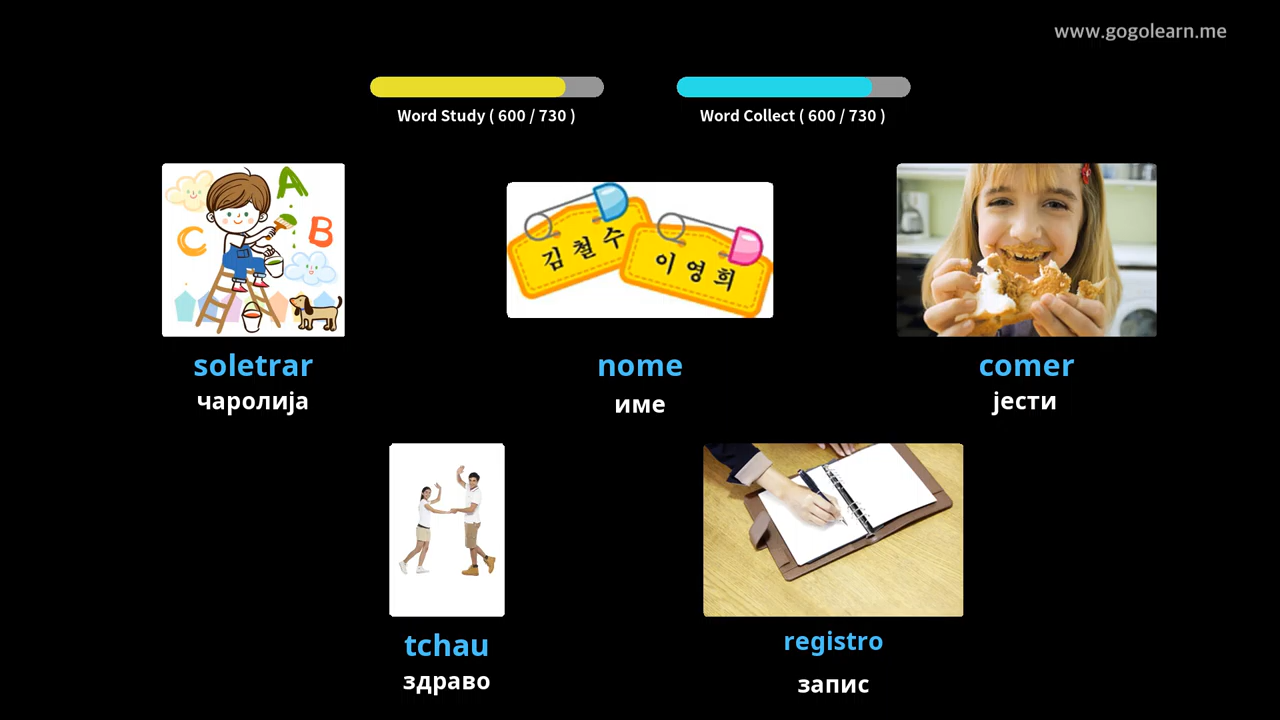 www.gogolearn.me
Word Study ( 600 / 730 )
Word Collect ( 600 / 730 )
A
B
C
김철수
이영희
soletrar
чаролија
nome
име
comer
јести
tchau
здраво
registro
запис